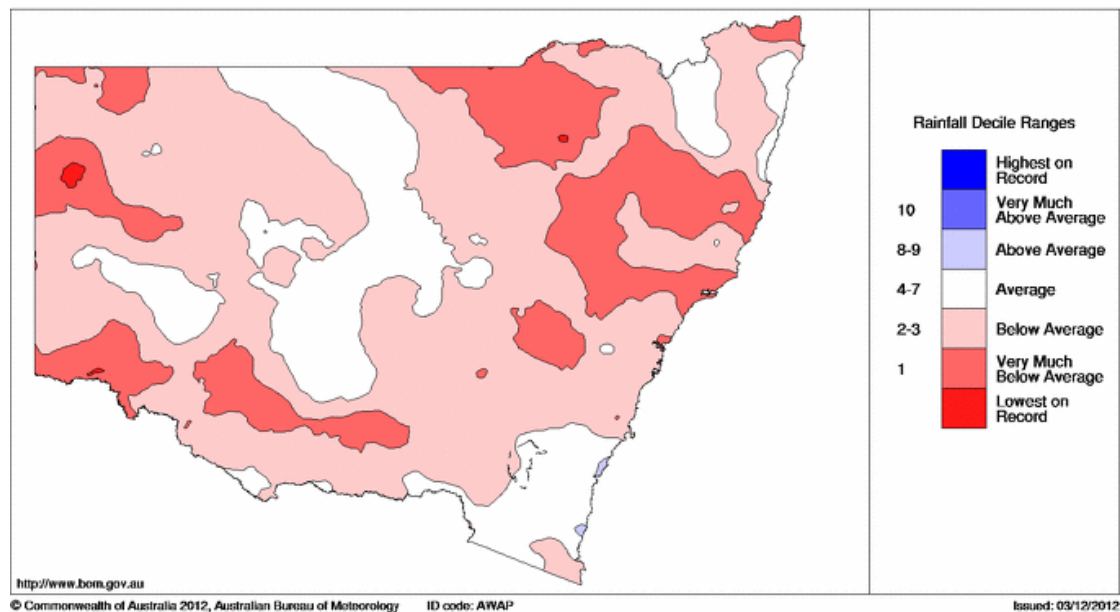 Rainfall Decile Ranges
Highest on
Record
10
Very Much
Above Average
8-9
Above Average
4-7
Average
2-3
Below Average
1
Very Much
Below Average
Lowest on
Record
http://www.bom.gov.au
© Commonwealth of Australia 2012, Australian Bureau of Meteorology ID code: AWAP Issued: 03/12/2012